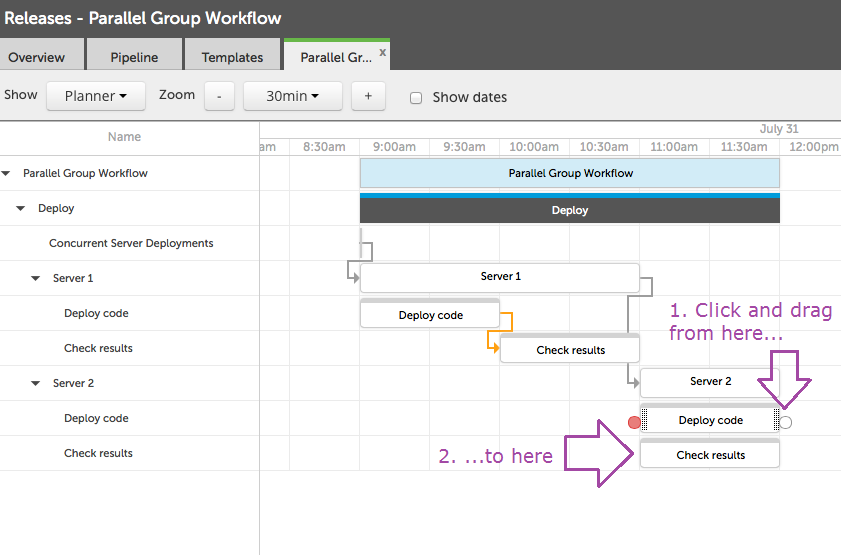 Releases - Parallel Group Workflow
Overview
Pipeline
Templates
Parallel Gr...
x
Show
Planner
Zoom
-
30min
+
Show dates
Name
July 31
am
8:30am
9:00am
9:30am
10:00am
10:30am
11:00am
11:30am
12:00pm
Parallel Group Workflow
Parallel Group Workflow
Deploy
Deploy
Concurrent Server Deployments
Server 1
Server 1
Deploy code
Deploy code
1. Click and drag
from here...
Check results
Check results
Server 2
Server 2
Deploy code
Deploy code
Check results
2. ...to here
Check results